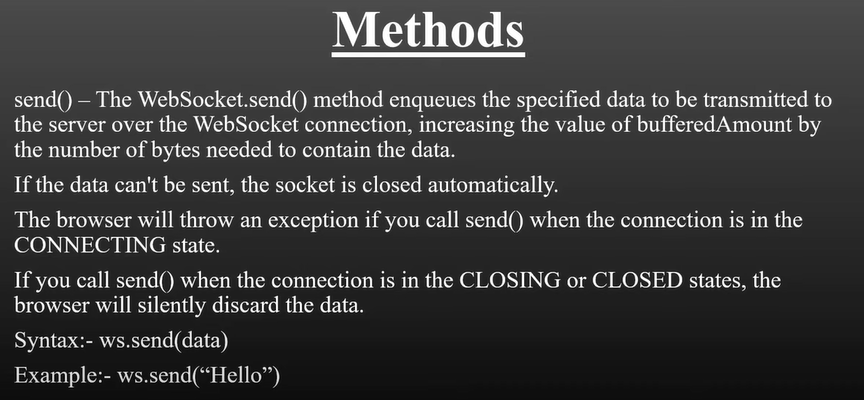 Methods
send() – The WebSocket.send() method enqueues the specified data to be transmitted to
the server over the WebSocket connection, increasing the value of bufferedAmount by
the number of bytes needed to contain the data.
If the data can't be sent, the socket is closed automatically.
The browser will throw an exception if you call send() when the connection is in the
CONNECTING state.
If you call send() when the connection is in the CLOSING or CLOSED states, the
browser will silently discard the data.
Syntax:- ws.send(data)
Example:- ws.send(“Hello”)